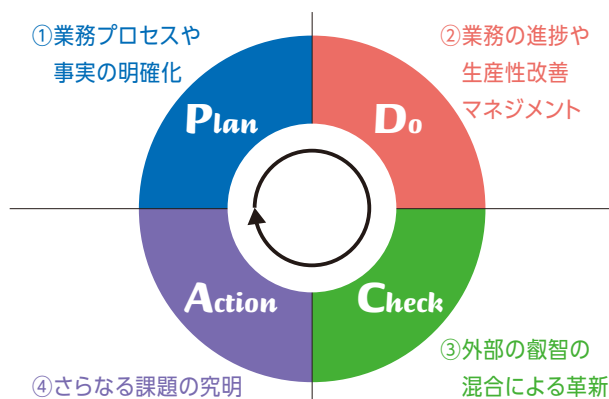 ①業務プロセスや
事実の明確化
②業務の進捗や
生産性改善
マネジメント
Plan
Do
Action
Check
③外部の叡智の
混合による革新
④さらなる課題の究明